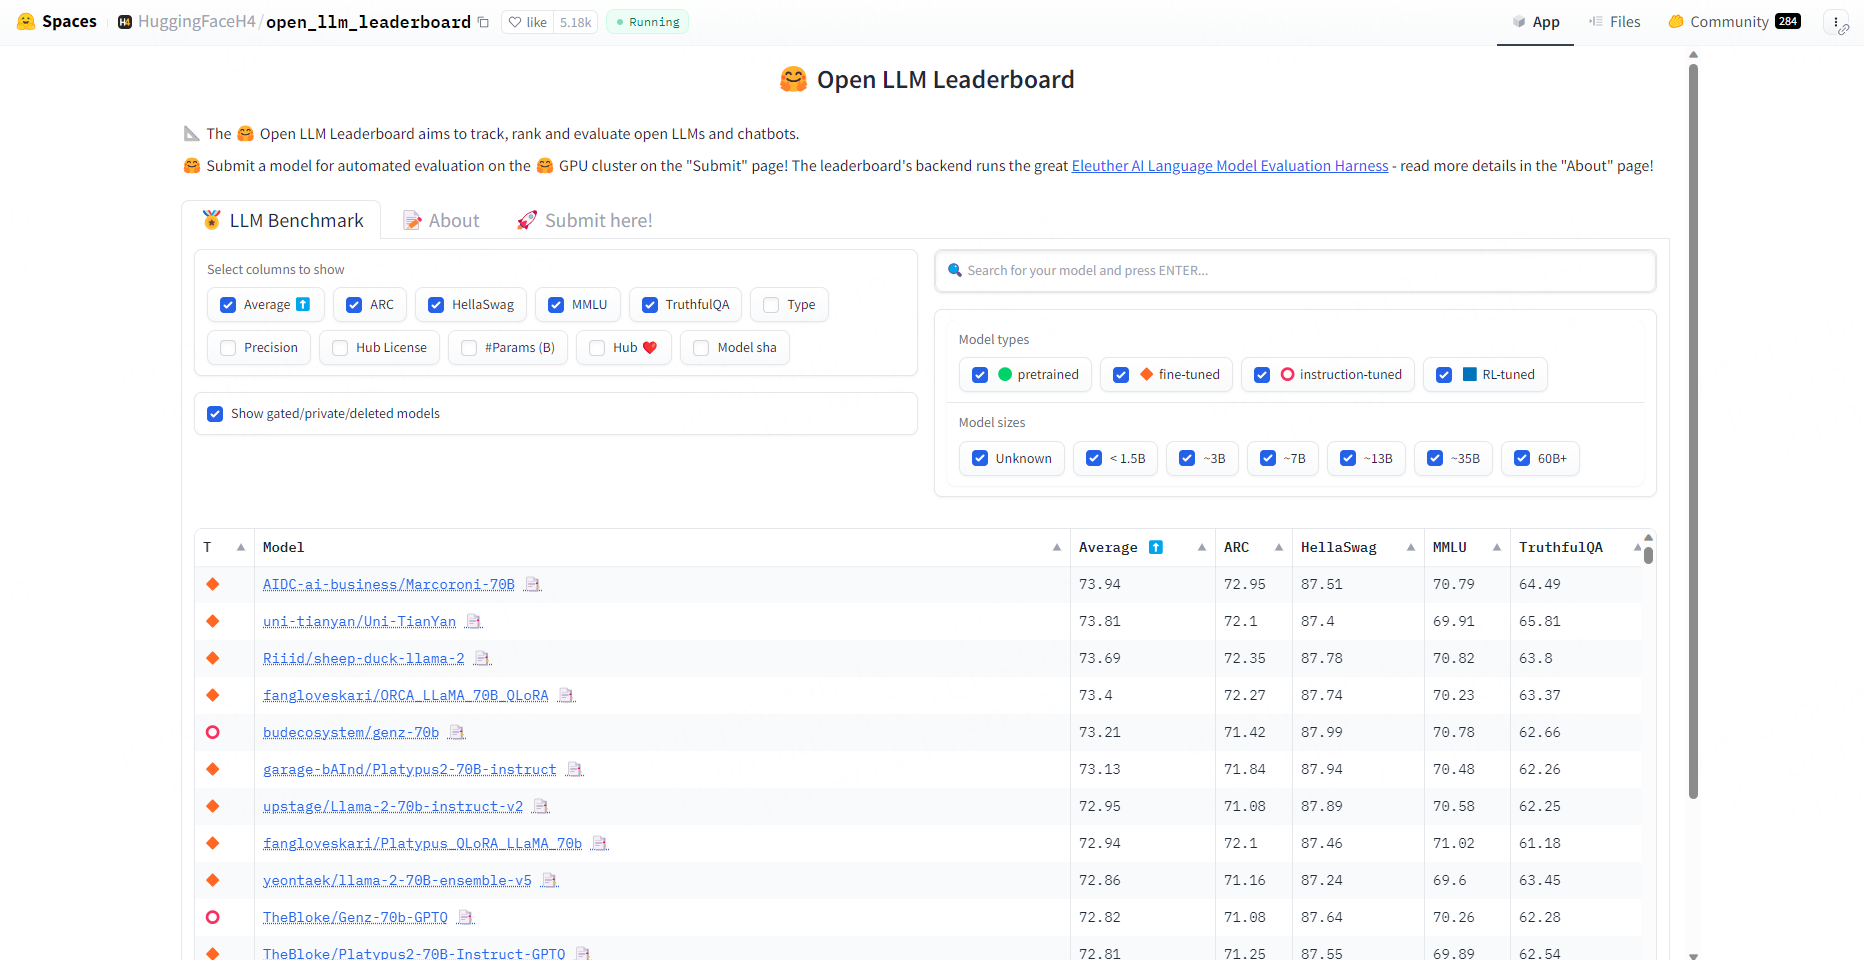 Spaces HuggingFaceH4/open_llm_leaderboard like 5.18k Running App Files Community 284
Open LLM Leaderboard
The Open LLM Leaderboard aims to track, rank and evaluate open LLMs and chatbots.
Submit a model for automated evaluation on the GPU cluster on the "Submit" page! The leaderboard's backend runs the great Eleuther AI Language Model Evaluation Harness - read more details in the "About" page!
LLM Benchmark About Submit here!
Select columns to show
Average ARC HellaSwag MMLU TruthfulQA Type
Precision Hub License #Params (B) Hub Model sha
Show gated/private/deleted models
Search for your model and press ENTER...
Model types
pretrained fine-tuned instruction-tuned RL-tuned
Model sizes
Unknown < 1.5B ~3B ~7B ~13B ~35B 60B+
T Model Average ARC HellaSwag MMLU TruthfulQA
AIDC-ai-business/Marcoroni-70B 73.94 72.95 87.51 70.79 64.49
uni-tianyan/Uni-TianYan 73.81 72.1 87.4 69.91 65.81
Riiid/sheep-duck-llama-2 73.69 72.35 87.78 70.82 63.8
fangloveskari/ORCA_LLaMA_70B_QLoRA 73.4 72.27 87.74 70.23 63.37
budecosystem/genz-70b 73.21 71.42 87.99 70.78 62.66
garage-bAInd/Platypus2-70B-instruct 73.13 71.84 87.94 70.48 62.26
upstage/Llama-2-70b-instruct-v2 72.95 71.08 87.89 70.58 62.25
fangloveskari/Platypus_QLoRA_LLaMA_70b 72.94 72.1 87.46 71.02 61.18
yeontaek/llama-2-70B-ensemble-v5 72.86 71.16 87.24 69.6 63.45
TheBloke/Genz-70b-GPTQ 72.82 71.08 87.64 70.26 62.28
TheBloke/Platypus2-70B-Instruct-GPTQ 72.81 71.25 87.55 69.89 62.54